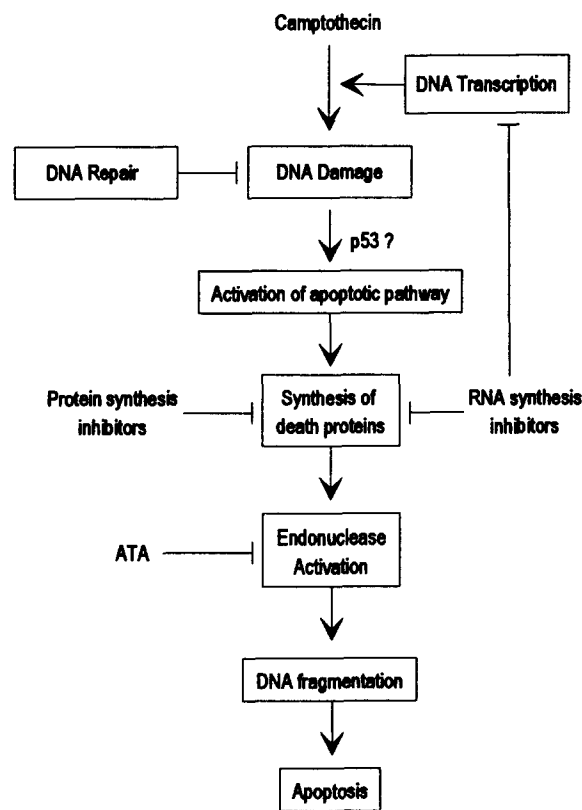 Camptothecin
DNA Transcription
DNA Repair
DNA Damage
p53 ?
Activation of apoptotic pathway
Protein synthesis
inhibitors
Synthesis of
death proteins
RNA synthesis
inhibitors
ATA
Endonuclease
Activation
DNA fragmentation
Apoptosis